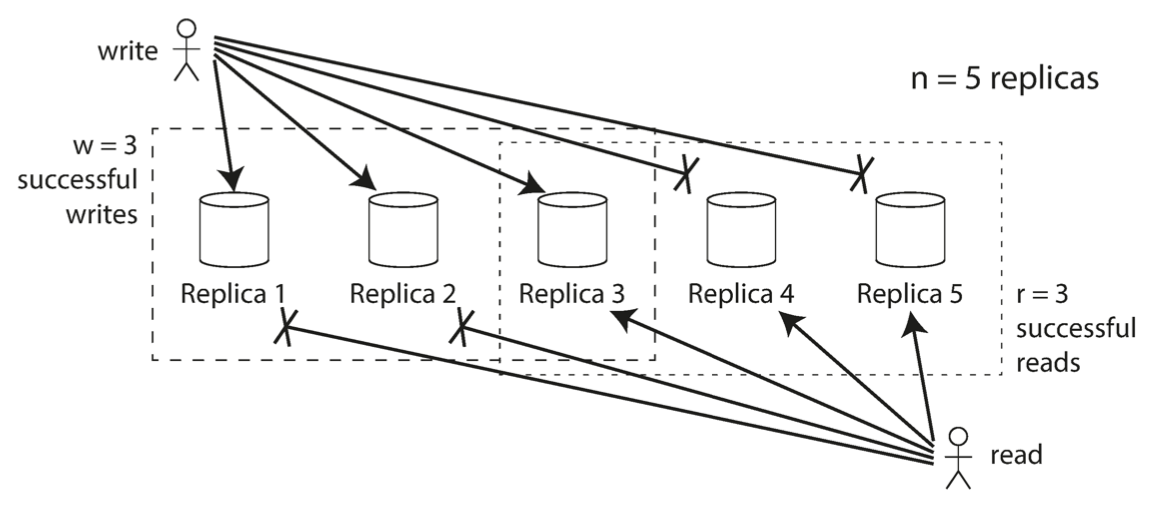 write
n = 5 replicas
w = 3
successful
writes
Replica 1
Replica 2
Replica 3
Replica 4
Replica 5
r = 3
successful
reads
read